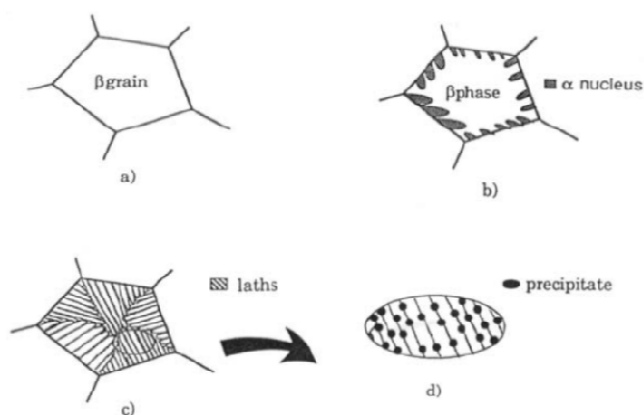 βgrain
a)
βphase
α nucleus
b)
laths
c)
precipitate
d)